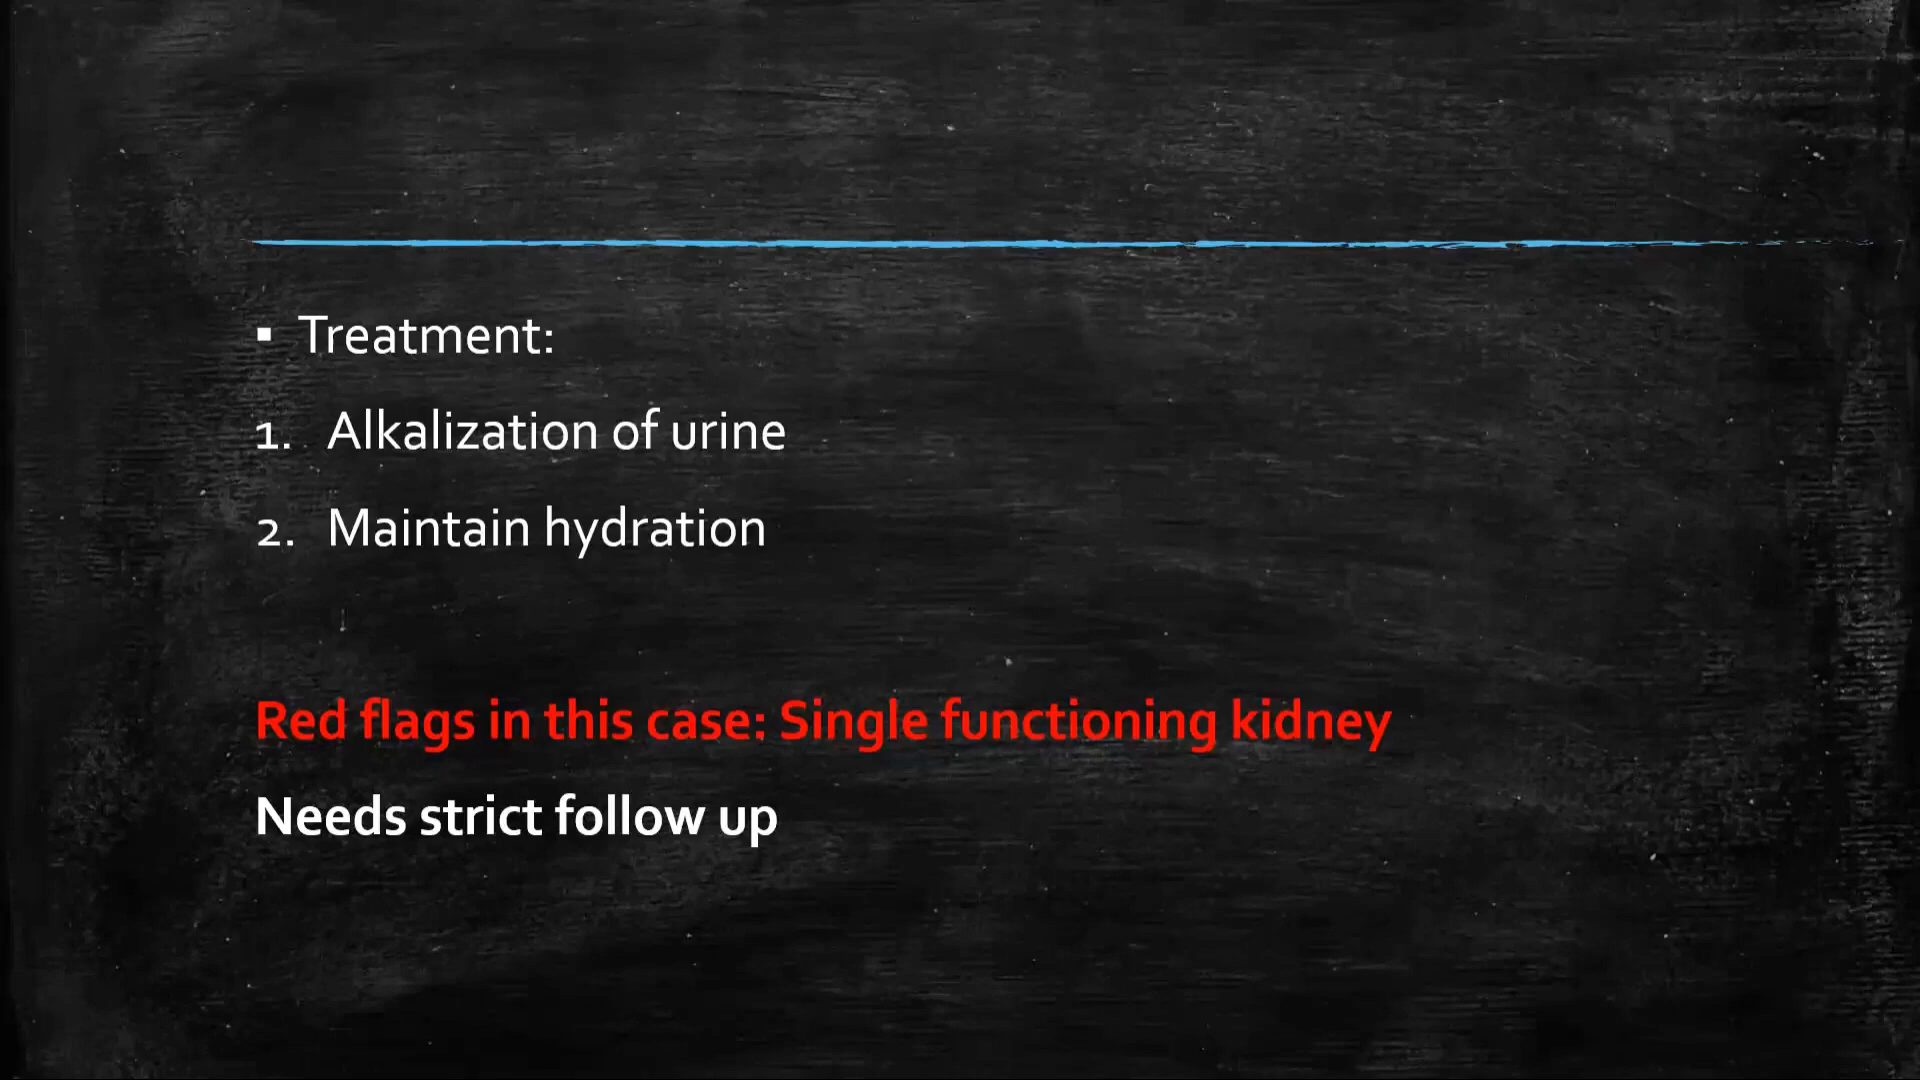 ▪ Treatment:
1. Alkalization of urine
2. Maintain hydration
Red flags in this case: Single functioning kidney
Needs strict follow up